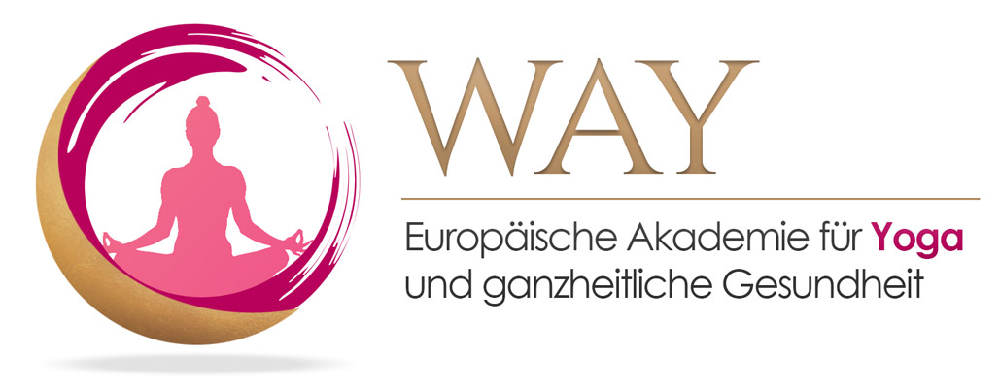 WAY
Europäische Akademie für Yoga
und ganzheitliche Gesundheit